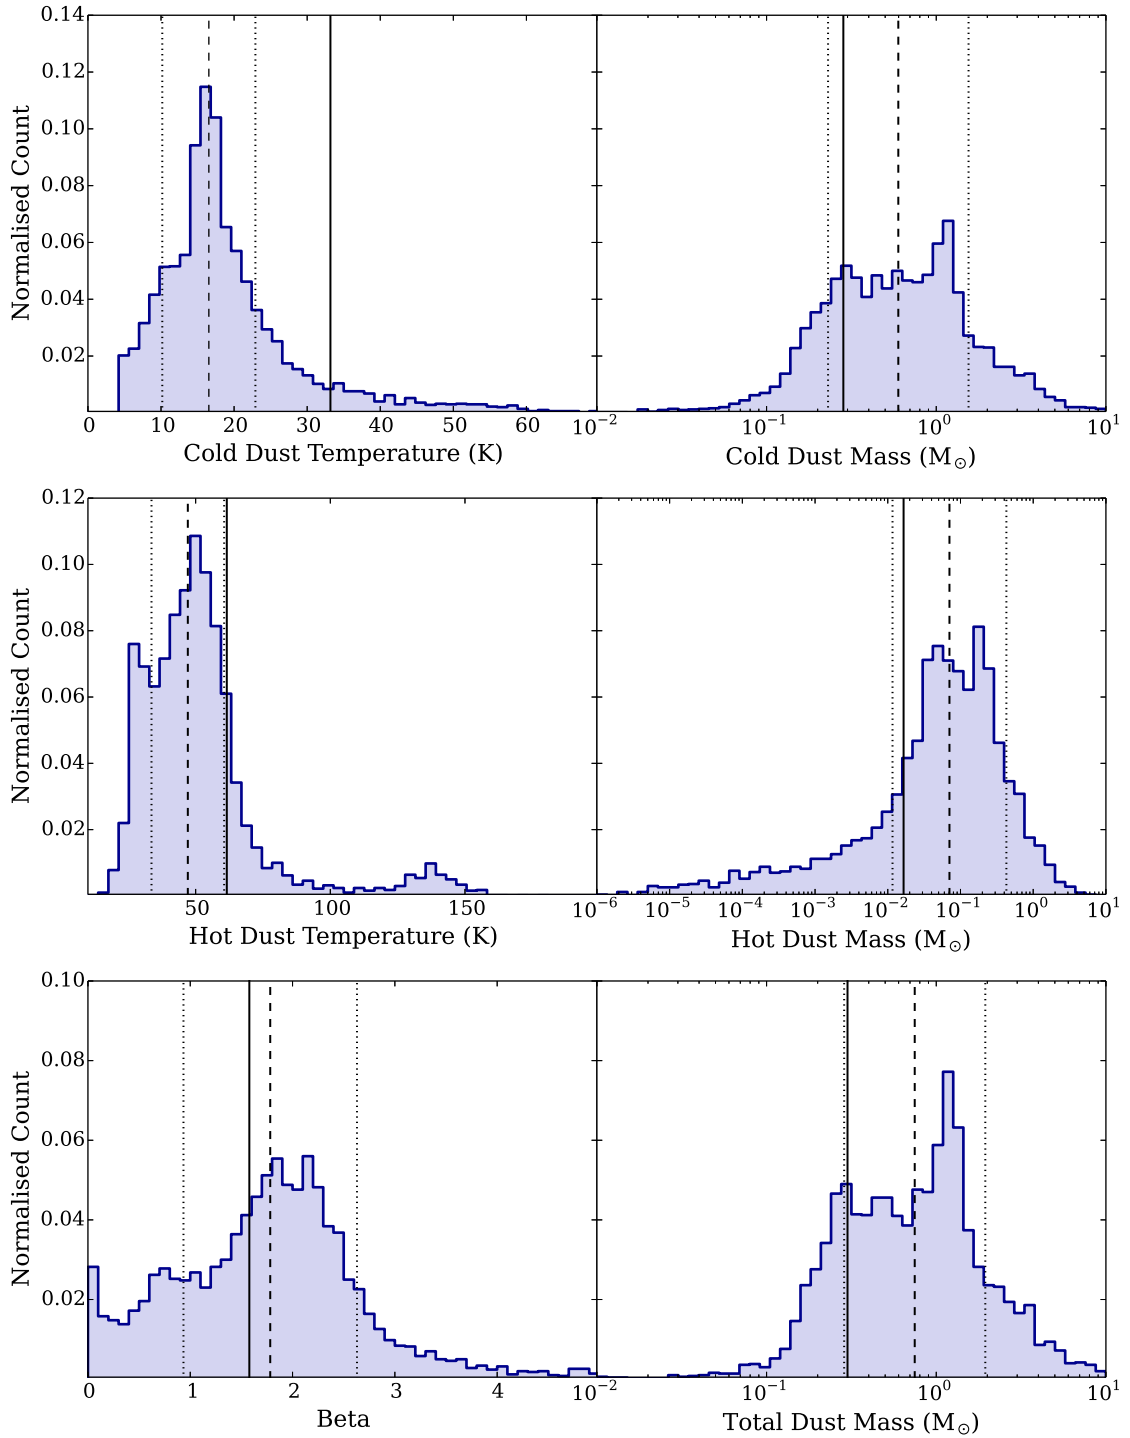 0.14
0.12
0.10
0.08
0.06
0.04
0.02
Normalised Count
0 10 20 30 40 50 60
Cold Dust Temperature (K)
10⁻² 10⁻¹ 10⁰ 10¹
Cold Dust Mass (M☉)
0.12
0.10
0.08
0.06
0.04
0.02
Normalised Count
50 100 150
Hot Dust Temperature (K)
10⁻⁶ 10⁻⁵ 10⁻⁴ 10⁻³ 10⁻² 10⁻¹ 10⁰ 10¹
Hot Dust Mass (M☉)
0.10
0.08
0.06
0.04
0.02
Normalised Count
0 1 2 3 4
Beta
10⁻² 10⁻¹ 10⁰ 10¹
Total Dust Mass (M☉)